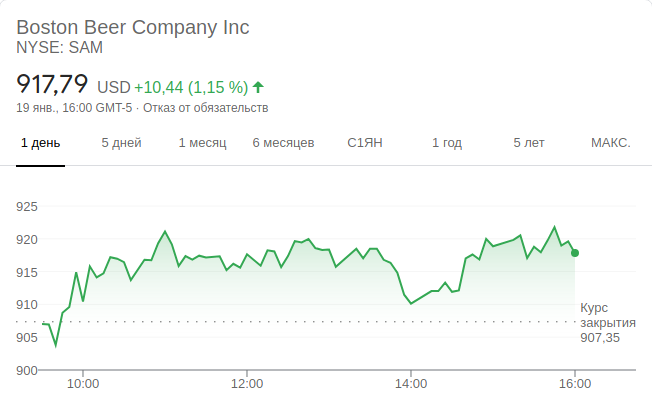 Boston Beer Company Inc
NYSE: SAM
917,79 USD +10,44 (1,15 %)
19 янв., 16:00 GMT-5 · Отказ от обязательств
1 день 5 дней 1 месяц 6 месяцев С1ЯН 1 год 5 лет МАКС.
925
920
915
910
Курс
закрытия
907,35
905
900
10:00 12:00 14:00 16:00